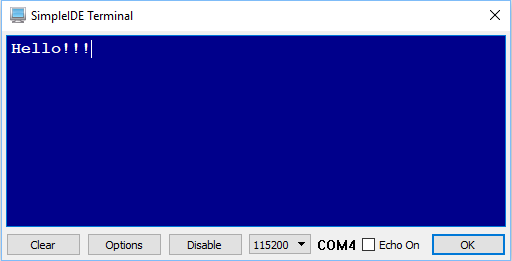 SimpleIDE Terminal
Hello!!!
Clear Options Disable 115200 COM4 Echo On OK